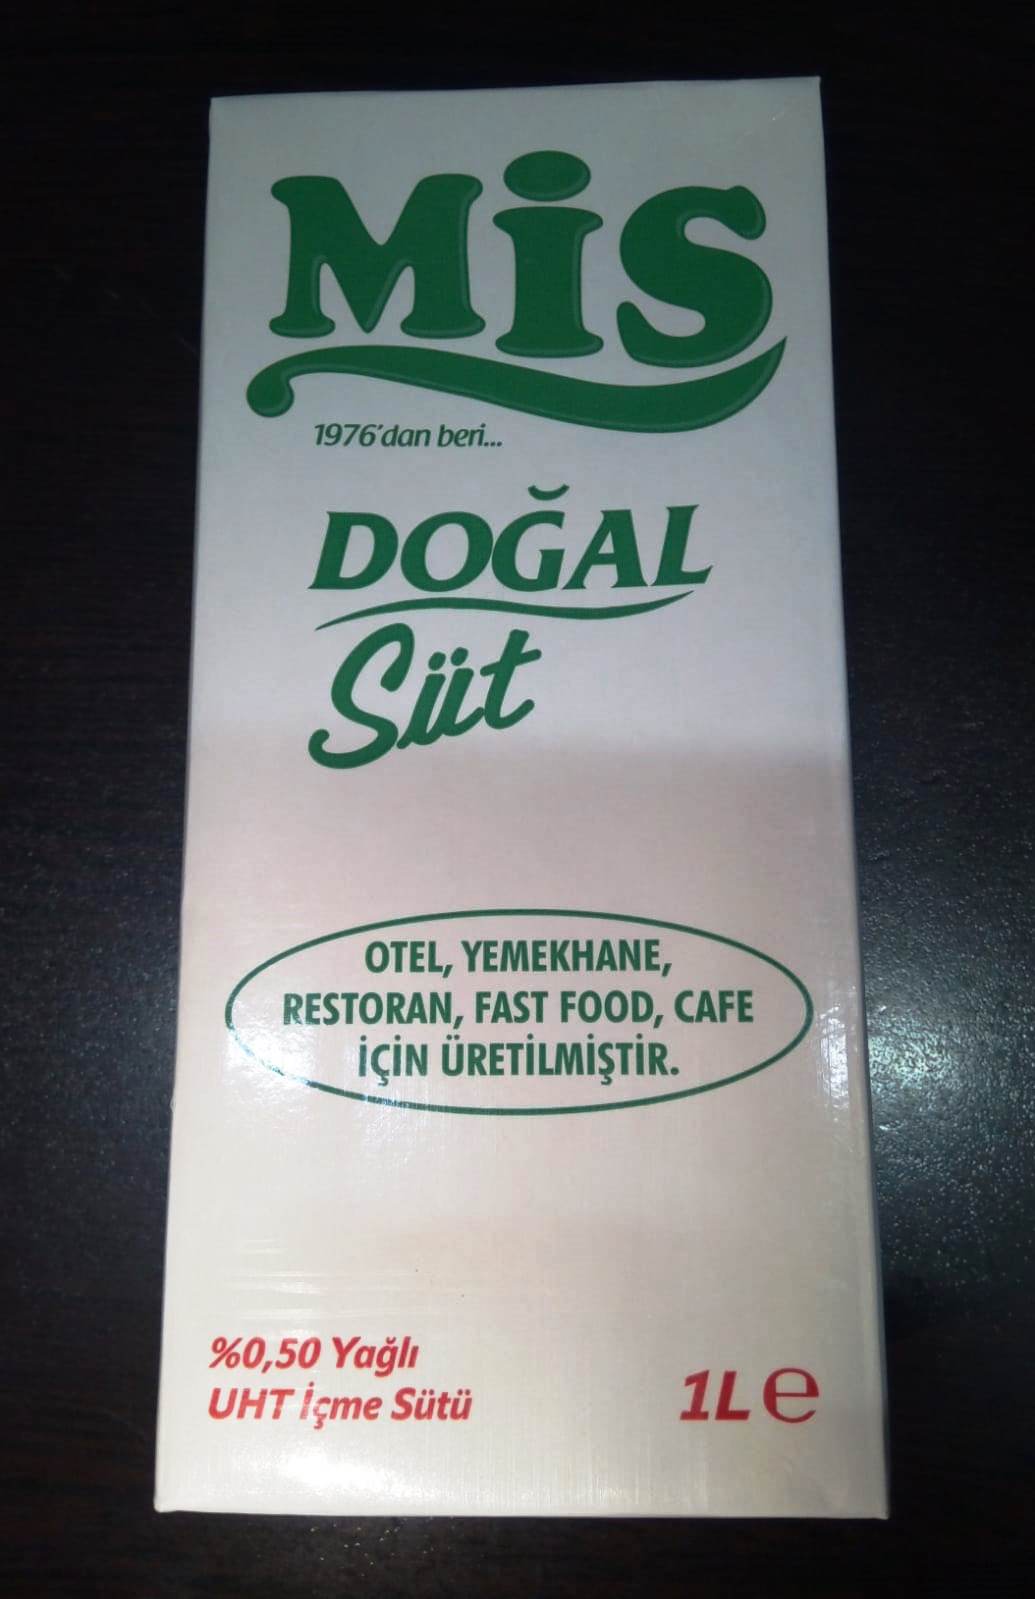 MİS
1976'dan beri...
DOĞAL
Süt
OTEL, YEMEKHANE,
RESTORAN, FAST FOOD, CAFE
İÇİN ÜRETİLMİŞTİR.
%0,50 Yağlı
UHT İçme Sütü
1L ℮